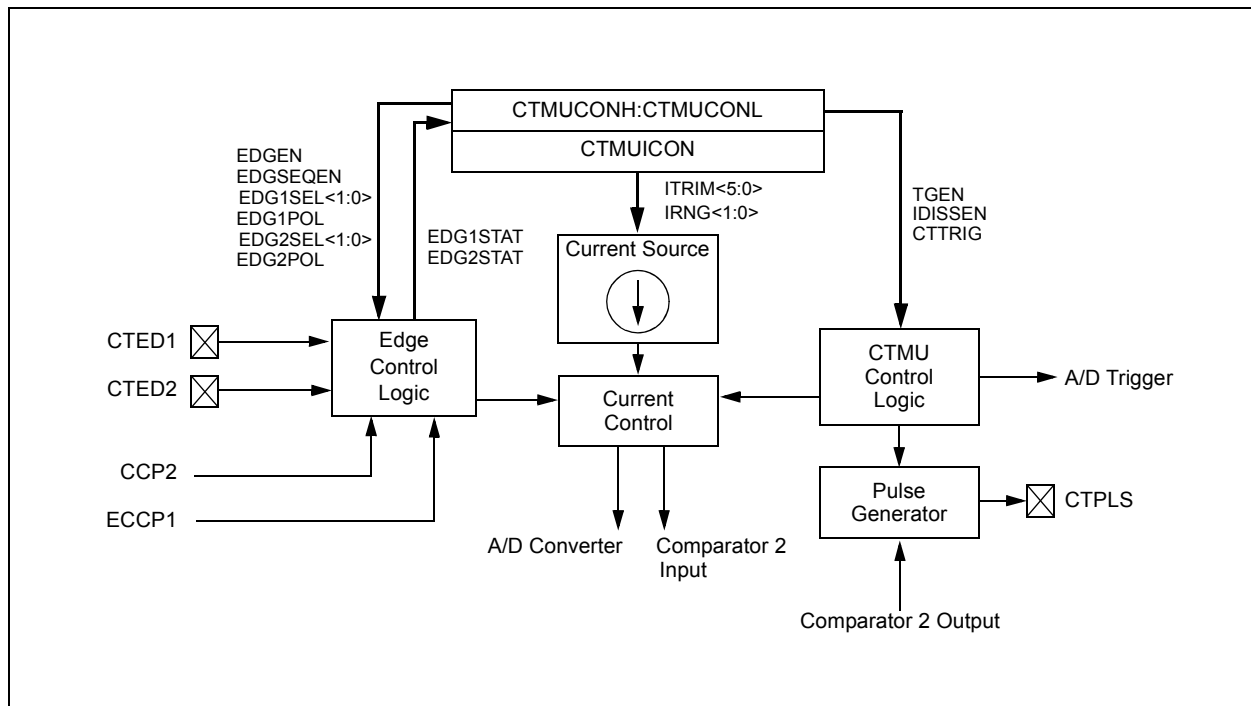 CTMUCONH:CTMUCONL
CTMUICON
EDGEN
EDGSEQEN
EDG1SEL<1:0>
EDG1POL
EDG2SEL<1:0>
EDG2POL
EDG1STAT
EDG2STAT
ITRIM<5:0>
IRNG<1:0>
TGEN
IDISSEN
CTTRIG
Current Source
CTED1
CTED2
Edge
Control
Logic
Current
Control
CTMU
Control
Logic
A/D Trigger
CCP2
ECCP1
Pulse
Generator
CTPLS
A/D Converter
Comparator 2
Input
Comparator 2 Output